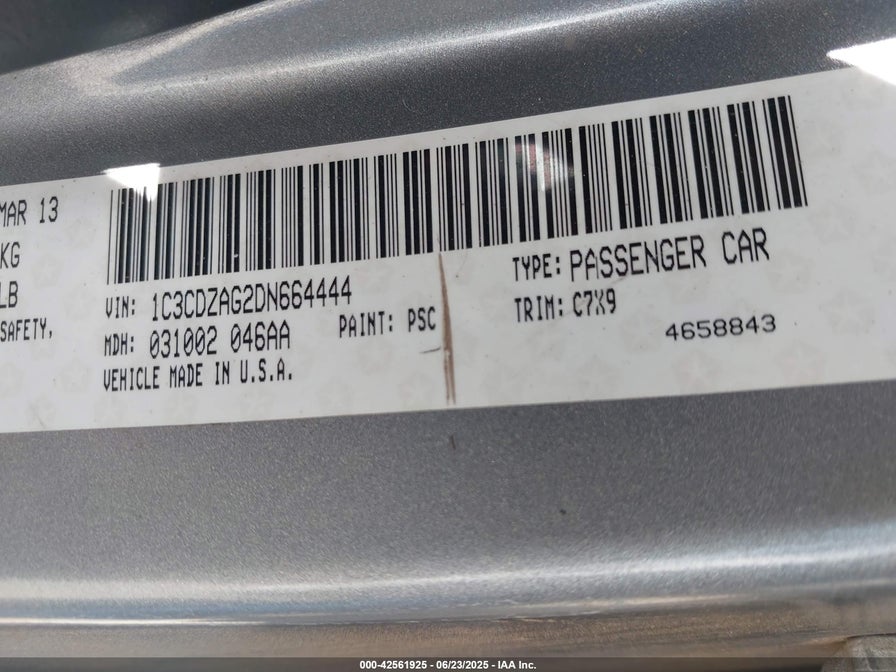 MAR 13
KG
LB
SAFETY,
VIN: 1C3CDZAG2DN664444
MDH: 031002 046AA
PAINT: PSC
VEHICLE MADE IN U.S.A.
TYPE: PASSENGER CAR
TRIM: C7X9
4658843
000-42561925 - 06/23/2025 - IAA Inc.